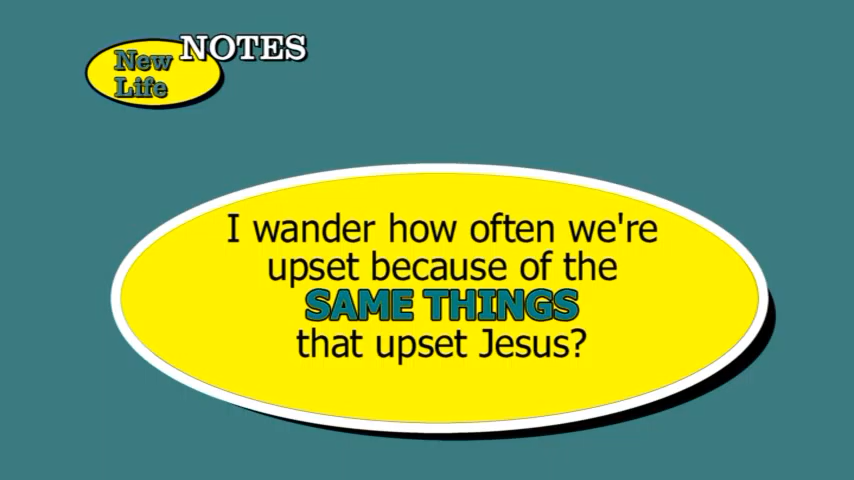 New NOTES
Life
I wander how often we're
upset because of the
SAME THINGS
that upset Jesus?